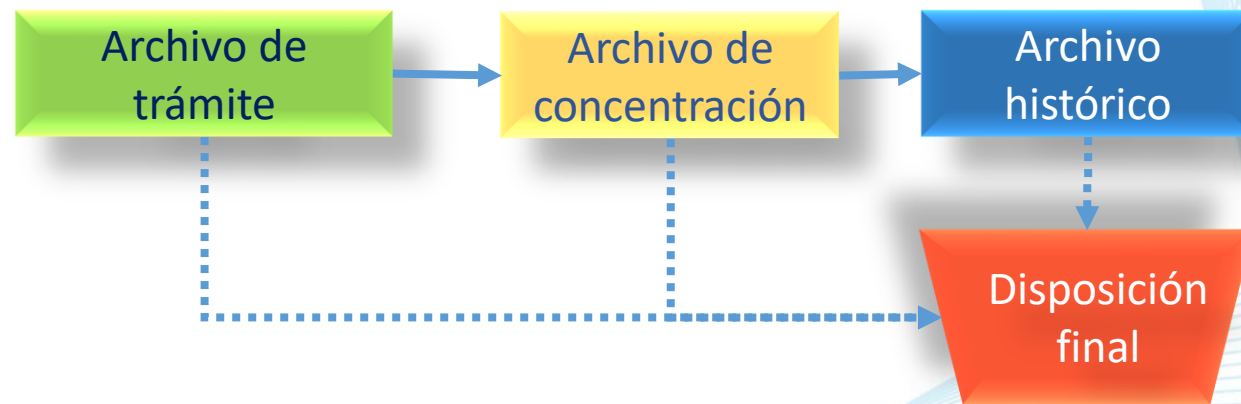 Archivo de
trámite
Archivo de
concentración
Archivo
histórico
Disposición
final